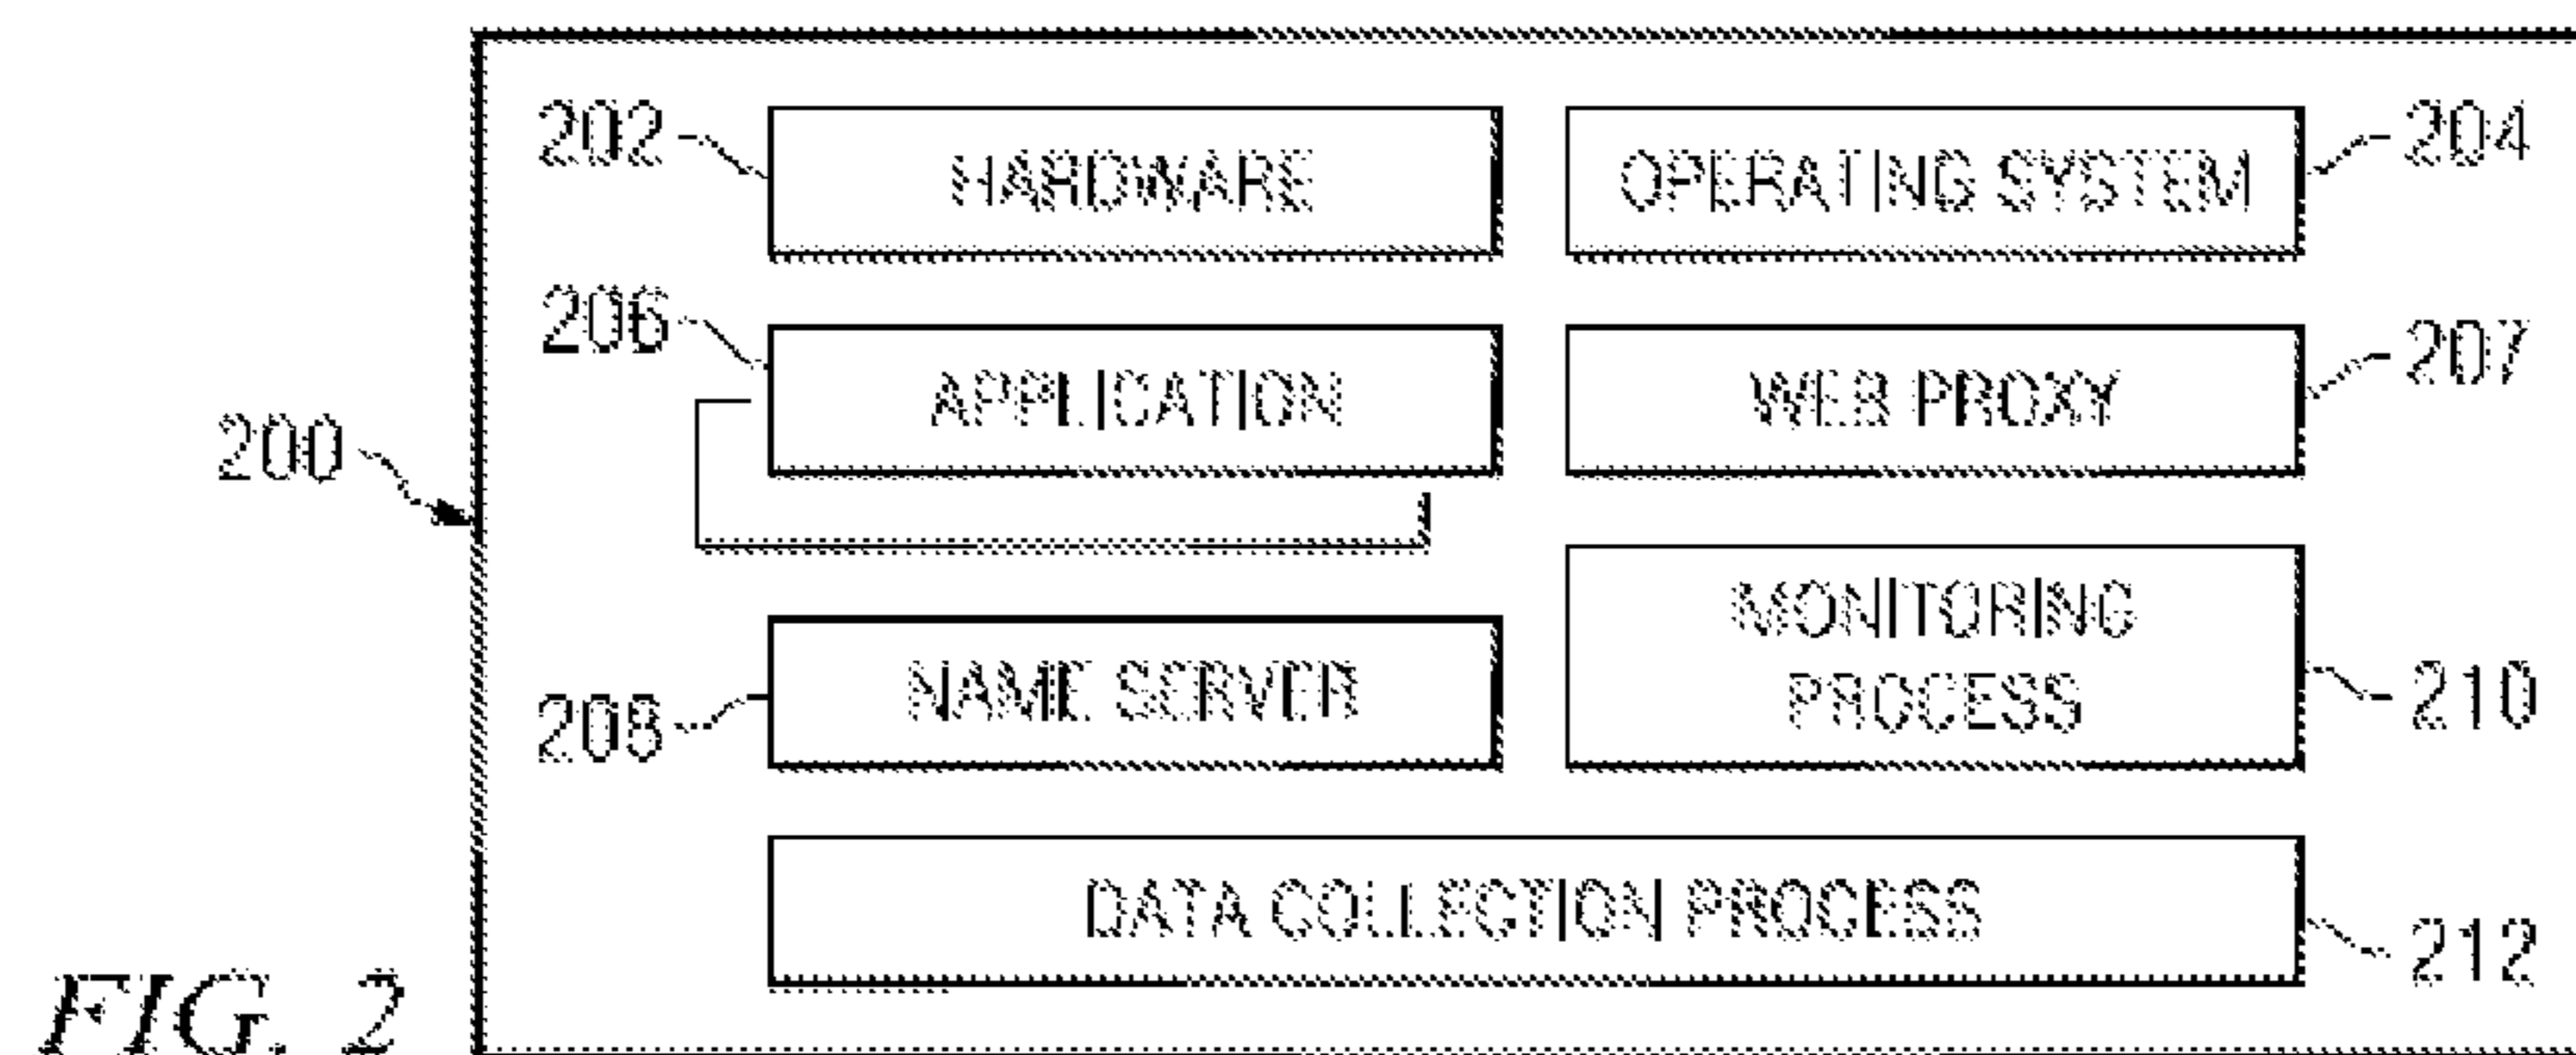 202 HARDWARE OPERATING SYSTEM 204
206 APPLICATION WEB PROXY 207
200
MONITORING
208 NAME SERVER PROCESS 210
DATA COLLECTION PROCESS 212
FIG. 2